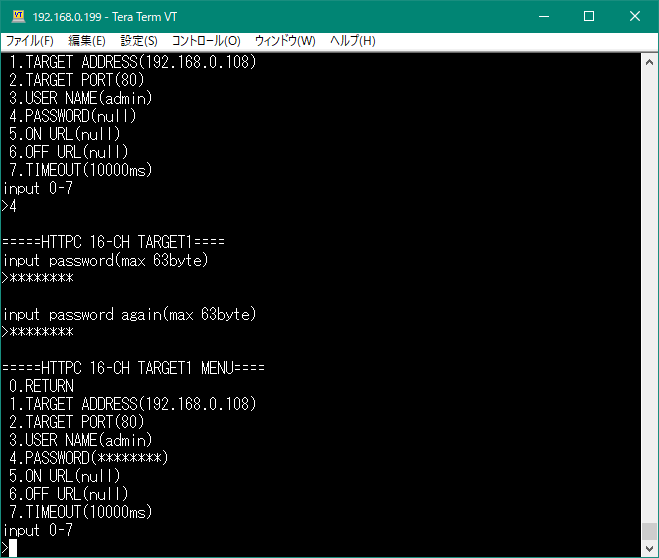 192.168.0.199 - Tera Term VT
ファイル(F) 編集(E) 設定(S) コントロール(O) ウィンドウ(W) ヘルプ(H)
1.TARGET ADDRESS(192.168.0.108)
2.TARGET PORT(80)
3.USER NAME(admin)
4.PASSWORD(null)
5.ON URL(null)
6.OFF URL(null)
7.TIMEOUT(10000ms)
input 0-7
>4
=====HTTPC 16-CH TARGET1====
input password(max 63byte)
>********
input password again(max 63byte)
>********
=====HTTPC 16-CH TARGET1 MENU====
0.RETURN
1.TARGET ADDRESS(192.168.0.108)
2.TARGET PORT(80)
3.USER NAME(admin)
4.PASSWORD(********)
5.ON URL(null)
6.OFF URL(null)
7.TIMEOUT(10000ms)
input 0-7
>